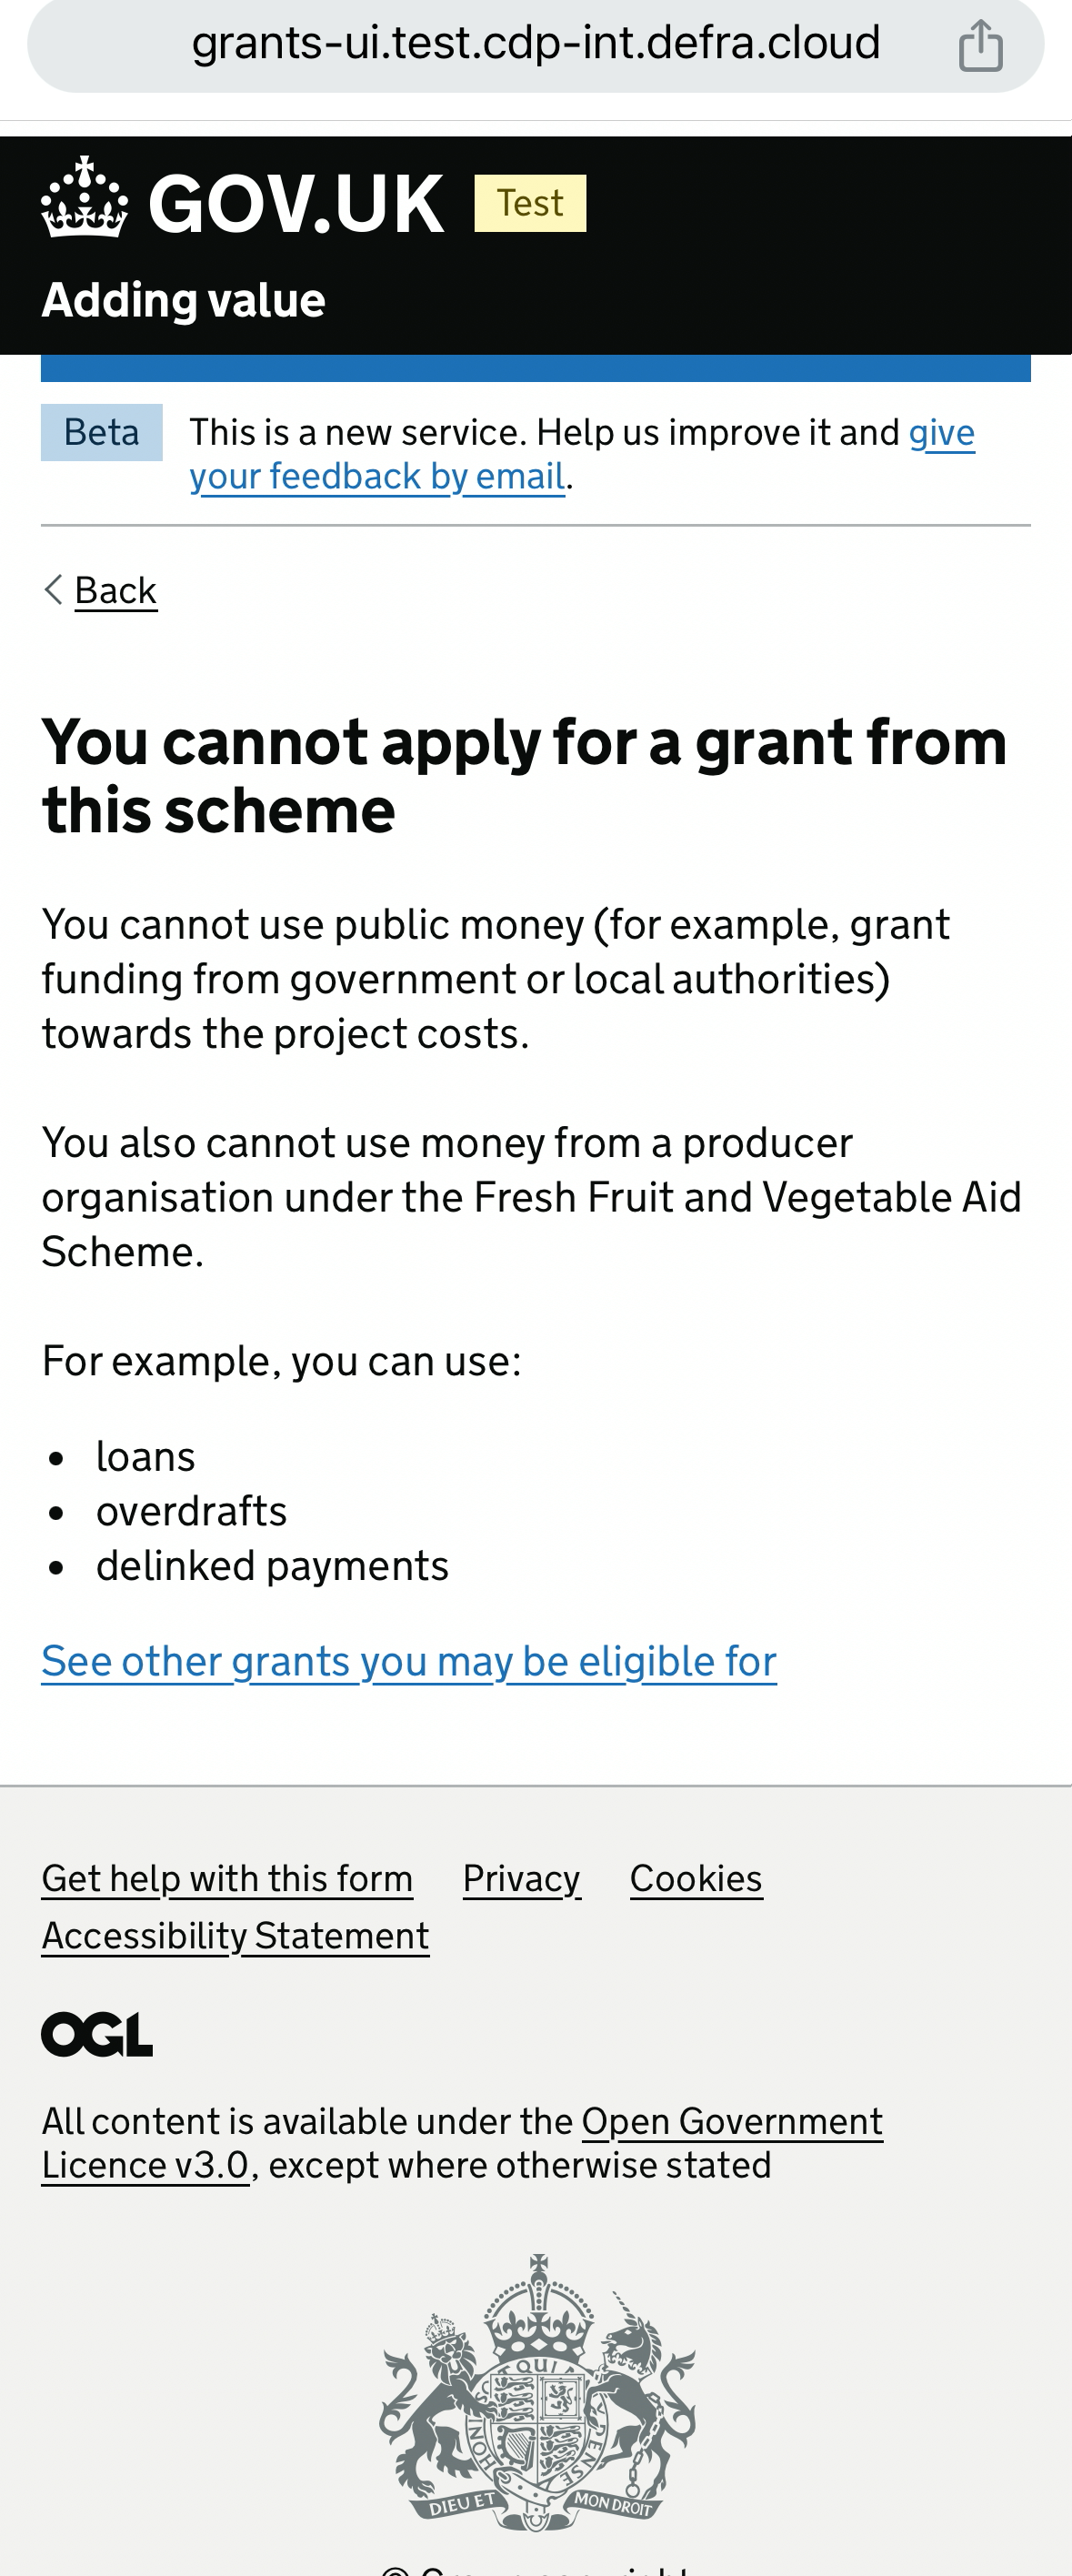 grants-ui.test.cdp-int.defra.cloud
GOV.UK Test
Adding value
Beta This is a new service. Help us improve it and give
your feedback by email.
Back
You cannot apply for a grant from
this scheme
You cannot use public money (for example, grant
funding from government or local authorities)
towards the project costs.
You also cannot use money from a producer
organisation under the Fresh Fruit and Vegetable Aid
Scheme.
For example, you can use:
• loans
• overdrafts
• delinked payments
See other grants you may be eligible for
Get help with this form Privacy Cookies
Accessibility Statement
OGL
All content is available under the Open Government
Licence v3.0, except where otherwise stated
DIEU ET MON DROIT